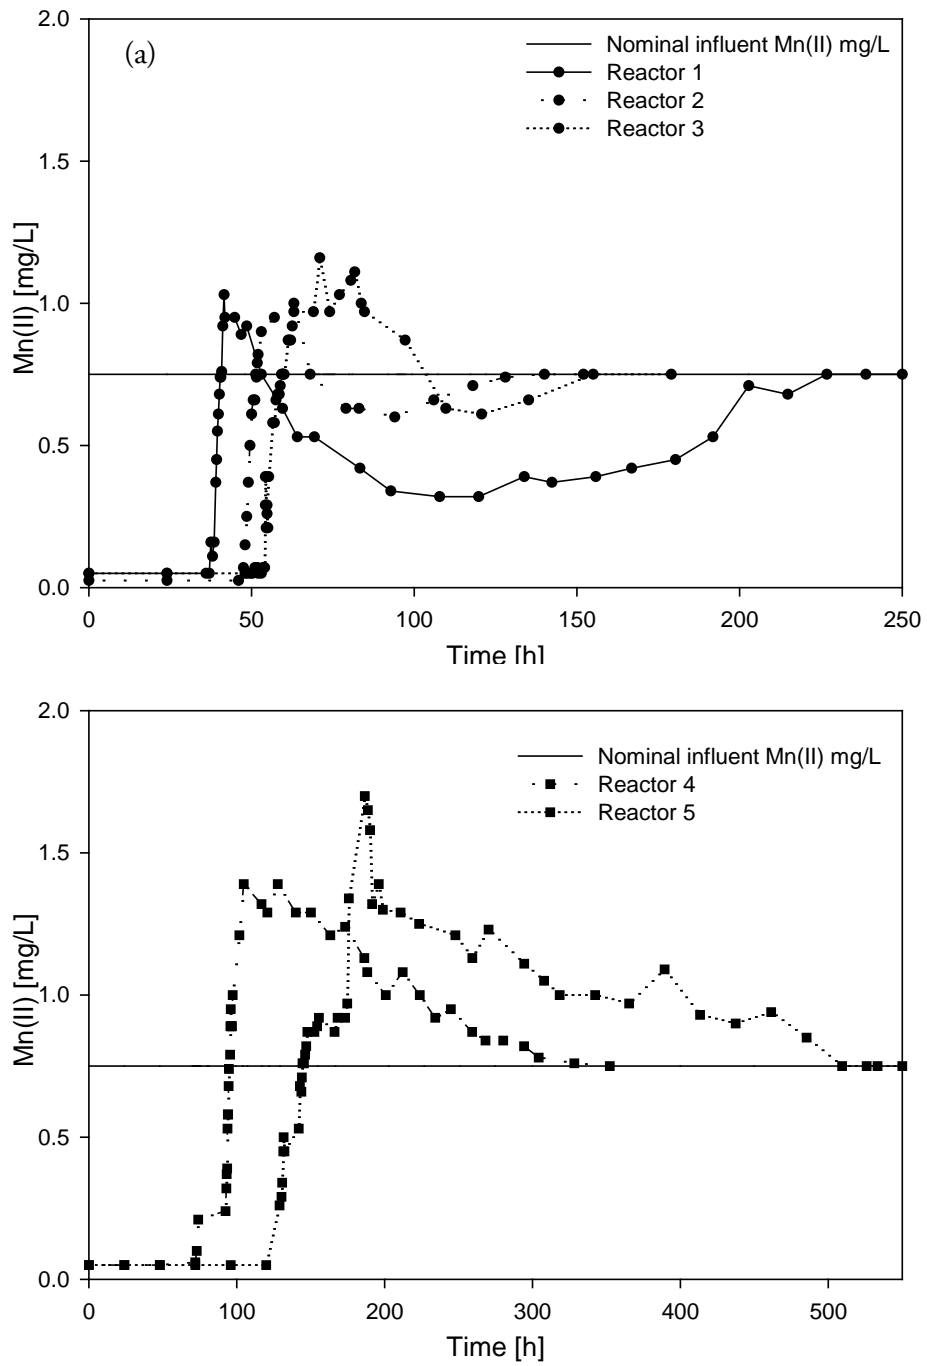 (a)
Nominal influent Mn(II) mg/L
Reactor 1
Reactor 2
Reactor 3
2.0
1.5
1.0
0.5
0.0
Mn(II) [mg/L]
0 50 100 150 200 250
Time [h]
Nominal influent Mn(II) mg/L
Reactor 4
Reactor 5
2.0
1.5
1.0
0.5
0.0
Mn(II) [mg/L]
0 100 200 300 400 500
Time [h]